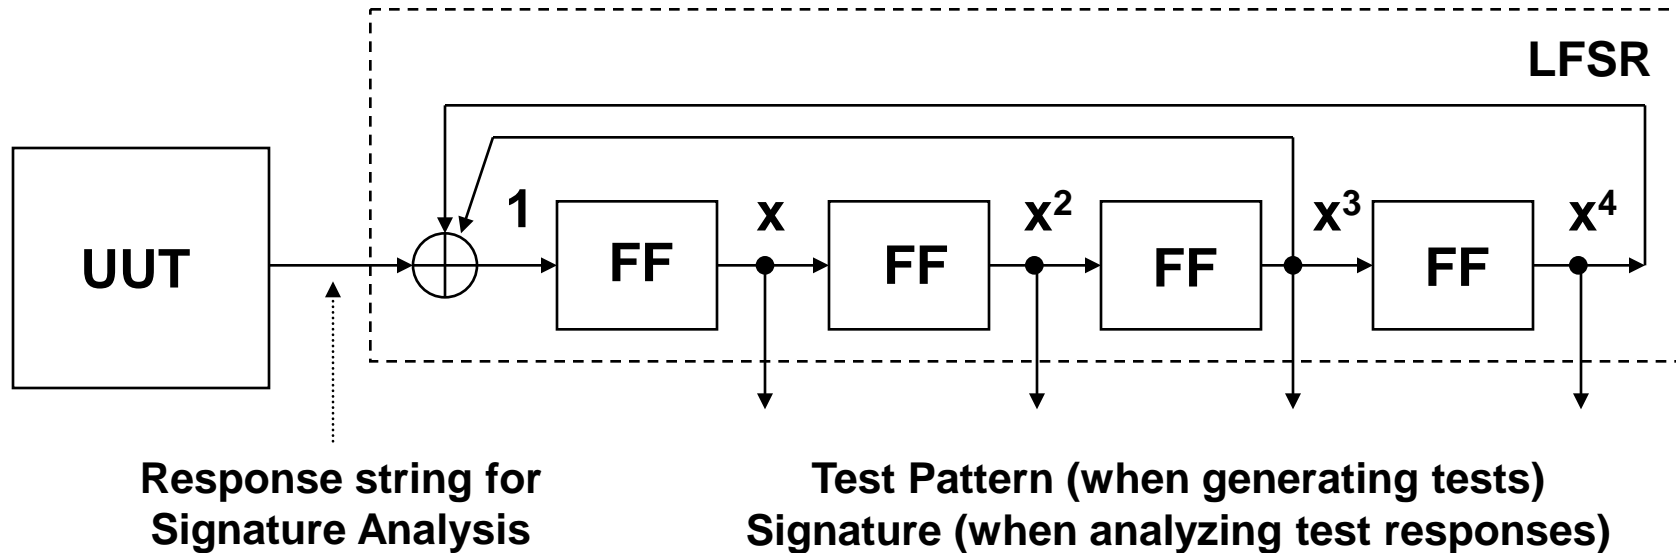 LFSR
UUT
1
FF
x
FF
x²
FF
x³
FF
x⁴
Response string for
Signature Analysis
Test Pattern (when generating tests)
Signature (when analyzing test responses)